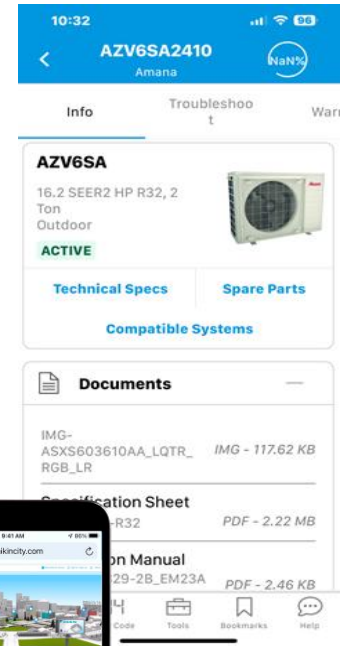 10:32
96
AZV6SA2410
Amana
NaN%
Info
Troubleshoo
t
Warr
AZV6SA
16.2 SEER2 HP R32, 2
Ton
Outdoor
ACTIVE
Technical Specs
Spare Parts
Compatible Systems
Documents
IMG-
ASXS603610AA_LQTR_
RGB_LR
IMG - 117.62 KB
Specification Sheet
-R32
PDF - 2.22 MB
on Manual
29-2B_EM23A
PDF - 2.46 KB
9:41 AM
ikincity.com
Code
Tools
Bookmarks
Help